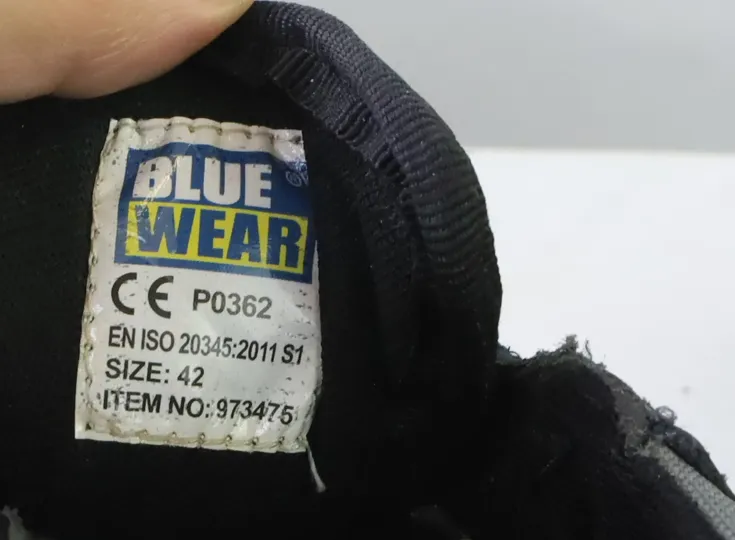 BLUE
WEAR
CE P0362
EN ISO 20345:2011 S1
SIZE: 42
ITEM NO: 973475